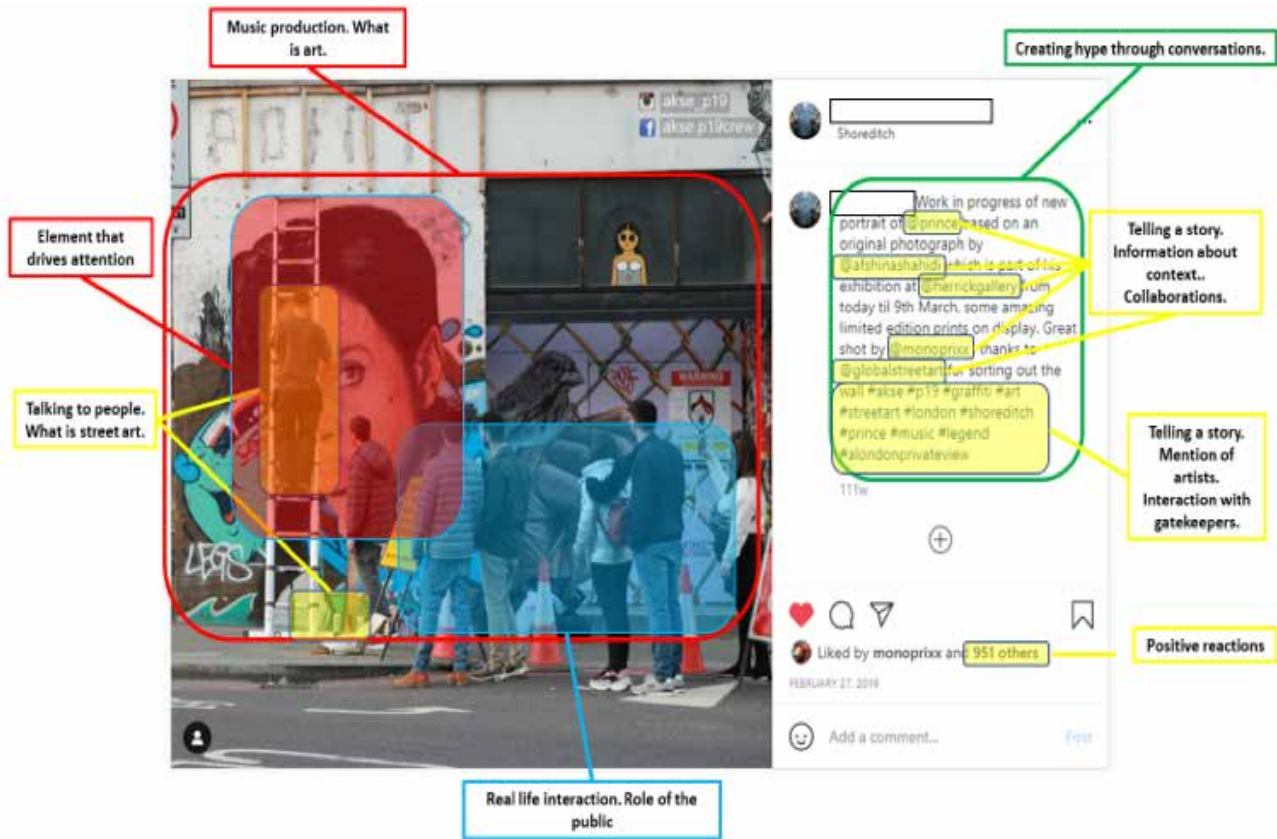 Music production. What
is art.
Creating hype through conversations.
akse_p19
akse.p19crew
POINT
Shoreditch
Element that
drives attention
Work in progress of new
portrait of @prince based on an
original photograph by
@afshinashahidi which is part of his
exhibition at @herrickgallery from
today til 9th March. some amazing
limited edition prints on display. Great
shot by @monoprixx thanks to
@globalstreetart for sorting out the
wall #akse #p19 #graffiti #art
#streetart #london #shoreditch
#prince #music #legend
#alondonprivateview
111w
Telling a story.
Information about
context..
Collaborations.
WARNING
Talking to people.
What is street art.
Telling a story.
Mention of
artists.
Interaction with
gatekeepers.
LEGS
Liked by monoprixx and 951 others
FEBRUARY 27, 2019
Positive reactions
Add a comment...
Post
Real life interaction. Role of the
public